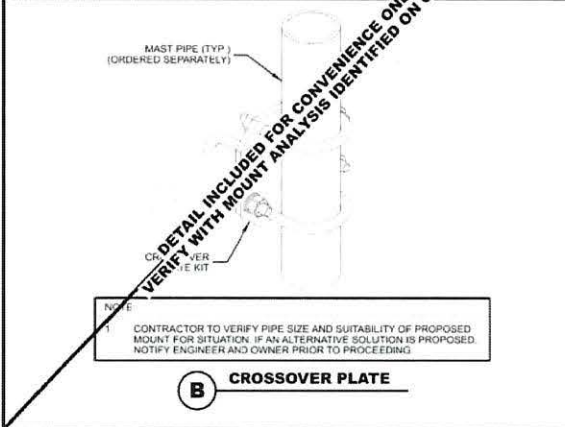 MAST PIPE (TYP.)
(ORDERED SEPARATELY)
DETAIL INCLUDED FOR CONVENIENCE
VERIFY WITH MOUNT ANALYSIS IDENTIFIED ON
KIT
NOTE
1 CONTRACTOR TO VERIFY PIPE SIZE AND SUITABILITY OF PROPOSED
MOUNT FOR SITUATION. IF AN ALTERNATIVE SOLUTION IS PROPOSED,
NOTIFY ENGINEER AND OWNER PRIOR TO PROCEEDING
B CROSSOVER PLATE